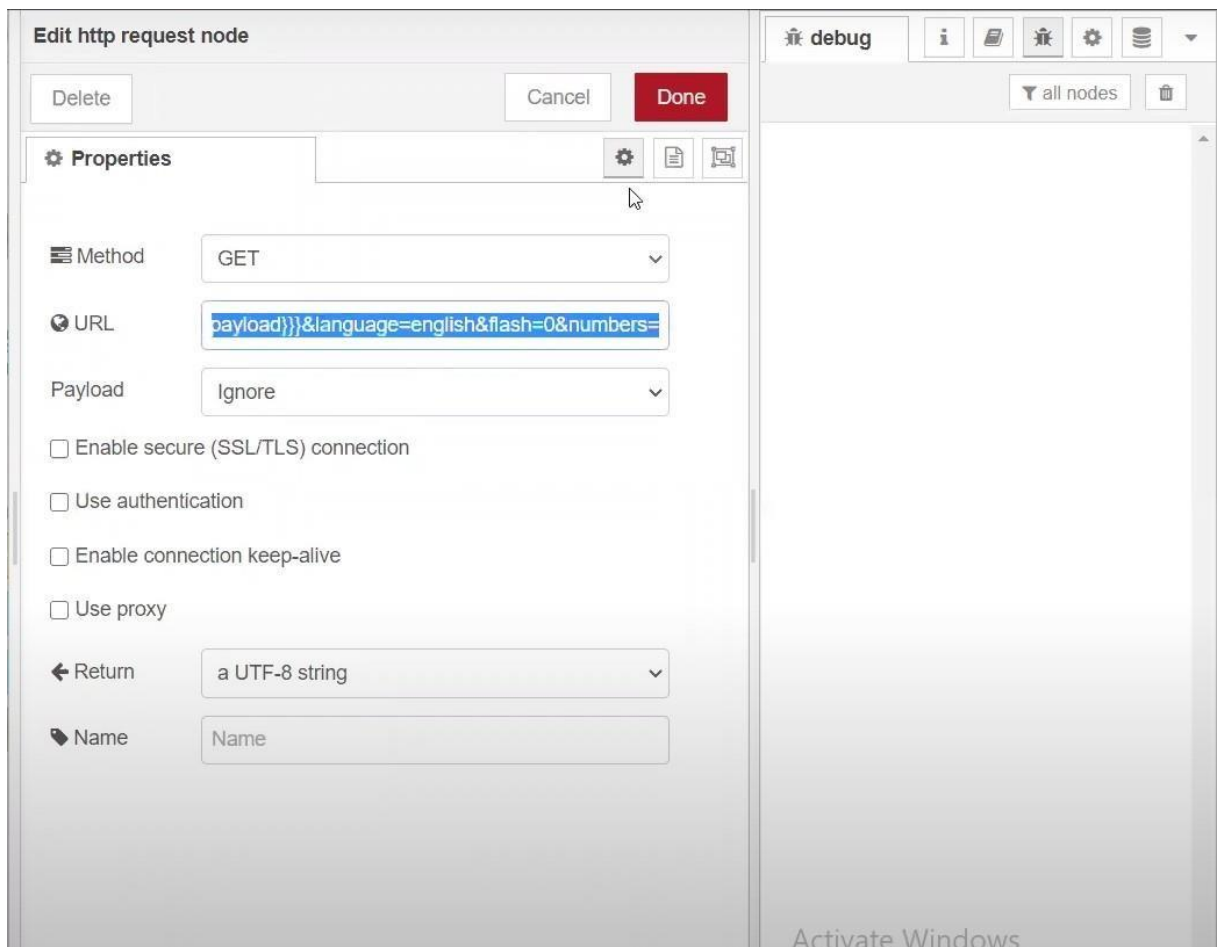 Edit http request node
debug
Delete
Cancel
Done
all nodes
Properties
Method
GET
URL
payload}}}&language=english&flash=0&numbers=
Payload
Ignore
Enable secure (SSL/TLS) connection
Use authentication
Enable connection keep-alive
Use proxy
Return
a UTF-8 string
Name
Name
Activate Windows